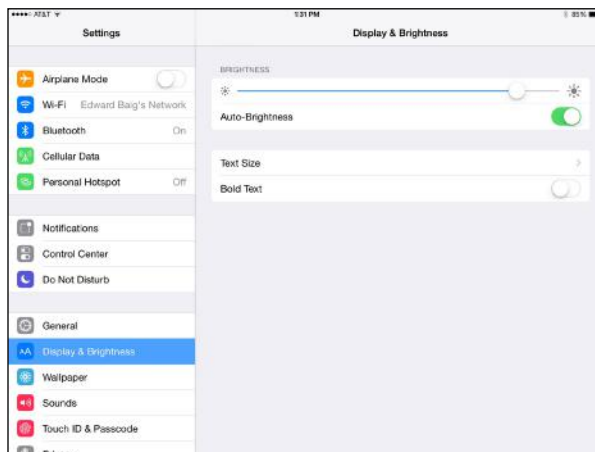 AT&T
1:31 PM
85%
Settings
Display & Brightness
Airplane Mode
Wi-Fi Edward Baig's Network
Bluetooth On
Cellular Data
Personal Hotspot Off
Notifications
Control Center
Do Not Disturb
General
AA Display & Brightness
Wallpaper
Sounds
Touch ID & Passcode
BRIGHTNESS
Auto-Brightness
Text Size
Bold Text